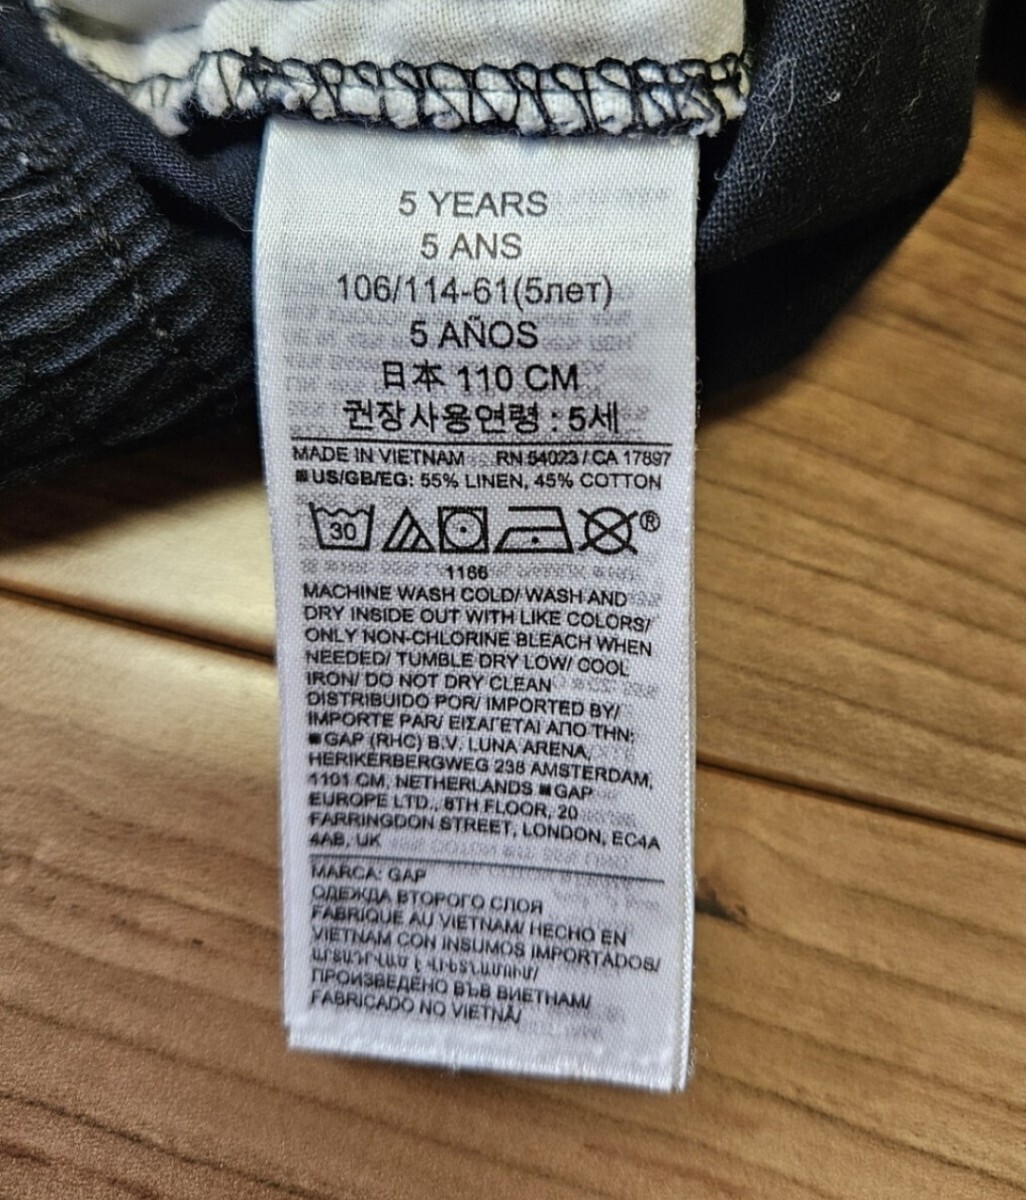 5 YEARS
5 ANS
106/114-61(5лет)
5 AÑOS
日本 110 CM
권장사용연령 : 5세
MADE IN VIETNAM RN 54023 / CA 17897
■US/GB/EG: 55% LINEN, 45% COTTON
30
®
1166
MACHINE WASH COLD/ WASH AND
DRY INSIDE OUT WITH LIKE COLORS/
ONLY NON-CHLORINE BLEACH WHEN
NEEDED/ TUMBLE DRY LOW/ COOL
IRON/ DO NOT DRY CLEAN
DISTRIBUIDO POR/ IMPORTED BY/
IMPORTE PAR/ ΕΙΣΑΓΕΤΑΙ ΑΠΟ ΤΗΝ:
■GAP (RHC) B.V. LUNA ARENA,
HERIKERBERGWEG 238 AMSTERDAM,
1101 CM, NETHERLANDS ■GAP
EUROPE LTD., 8TH FLOOR, 20
FARRINGDON STREET, LONDON, EC4A
4AB, UK
MARCA: GAP
ОДЕЖДА ВТОРОГО СЛОЯ
FABRIQUE AU VIETNAM/ HECHO EN
VIETNAM CON INSUMOS IMPORTADOS/
ПРОИЗВЕДЕНО ВЪВ ВИЕТНАМ/
FABRICADO NO VIETNÃ/